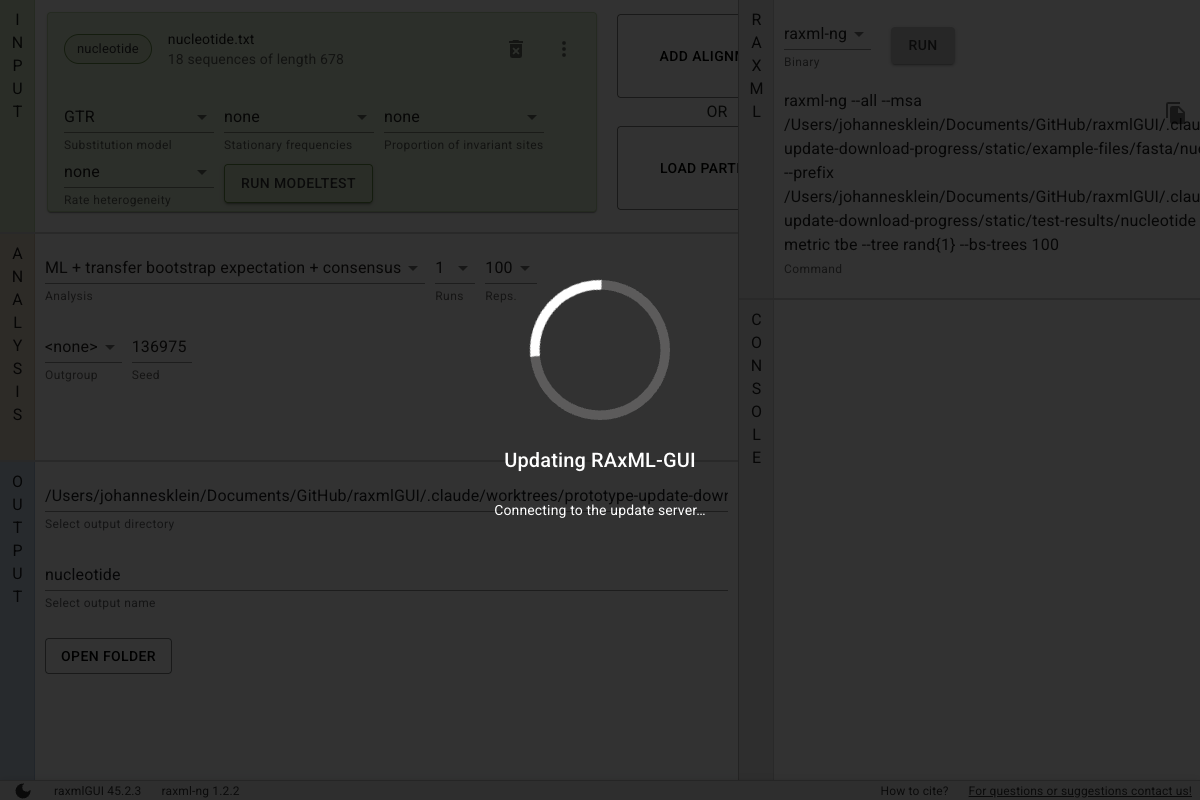 INPUT
nucleotide
nucleotide.txt
18 sequences of length 678
GTR
Substitution model
none
Stationary frequencies
none
Proportion of invariant sites
none
Rate heterogeneity
RUN MODELTEST
ADD ALIGN
OR
LOAD PARTI
ANALYSIS
ML + transfer bootstrap expectation + consensus
Analysis
1
Runs
100
Reps.
<none>
Outgroup
136975
Seed
OUTPUT
/Users/johannesklein/Documents/GitHub/raxmlGUI/.claude/worktrees/prototype-update-dowr
Select output directory
nucleotide
Select output name
OPEN FOLDER
RAXML
raxml-ng
Binary
RUN
raxml-ng --all --msa
/Users/johannesklein/Documents/GitHub/raxmlGUI/.clau
update-download-progress/static/example-files/fasta/nuc
--prefix
/Users/johannesklein/Documents/GitHub/raxmlGUI/.clau
update-download-progress/static/test-results/nucleotide
metric tbe --tree rand{1} --bs-trees 100
Command
CONSOLE
Updating RAxML-GUI
Connecting to the update server…
raxmlGUI 45.2.3
raxml-ng 1.2.2
How to cite?
For questions or suggestions contact us!